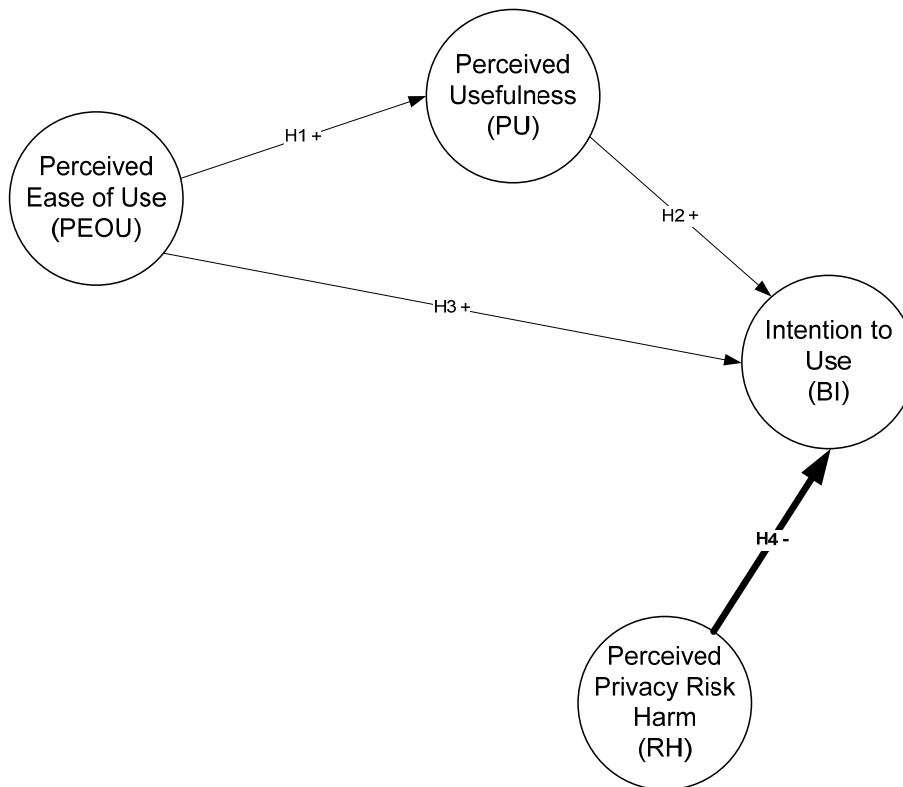 Perceived
Usefulness
(PU)
H1 +
Perceived
Ease of Use
(PEOU)
H2 +
H3 +
Intention to
Use
(BI)
H4 -
Perceived
Privacy Risk
Harm
(RH)